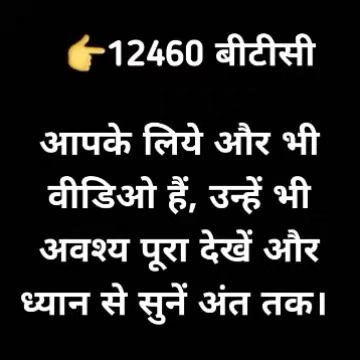 👉12460 बीटीसी
आपके लिये और भी
वीडिओ हैं, उन्हें भी
अवश्य पूरा देखें और
ध्यान से सुनें अंत तक।